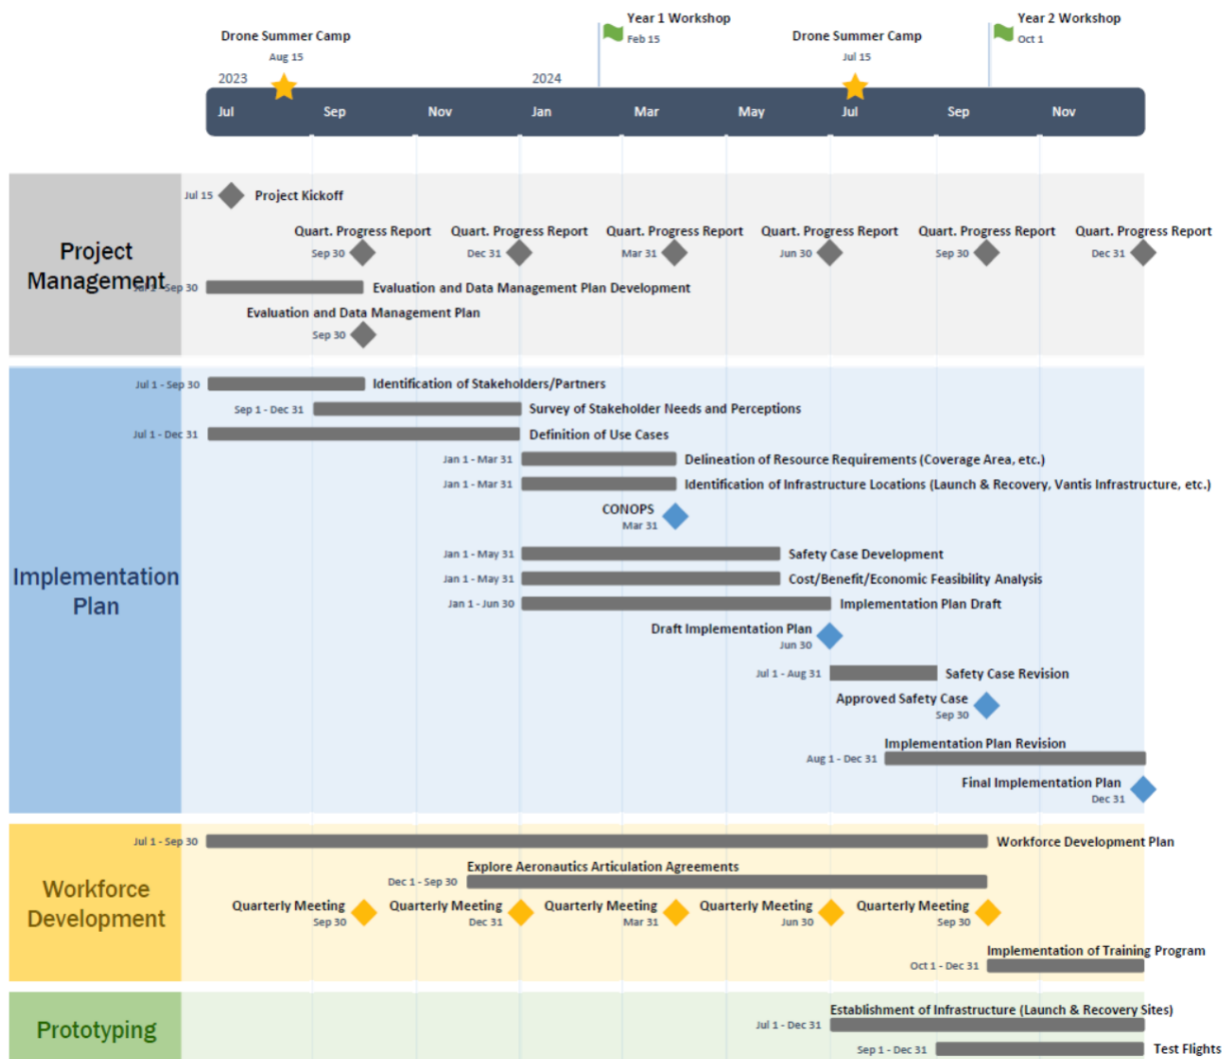 Year 1 Workshop
Feb 15
Year 2 Workshop
Oct 1
Drone Summer Camp
Aug 15
Drone Summer Camp
Jul 15
2023 2024
Jul Sep Nov Jan Mar May Jul Sep Nov
Project
Management
Jul 15 Project Kickoff
Quart. Progress Report Quart. Progress Report Quart. Progress Report Quart. Progress Report Quart. Progress Report Quart. Progress Report
Sep 30 Dec 31 Mar 31 Jun 30 Sep 30 Dec 31
Jul 1 - Sep 30 Evaluation and Data Management Plan Development
Evaluation and Data Management Plan
Sep 30
Implementation
Plan
Jul 1 - Sep 30 Identification of Stakeholders/Partners
Sep 1 - Dec 31 Survey of Stakeholder Needs and Perceptions
Jul 1 - Dec 31 Definition of Use Cases
Jan 1 - Mar 31 Delineation of Resource Requirements (Coverage Area, etc.)
Jan 1 - Mar 31 Identification of Infrastructure Locations (Launch & Recovery, Vantis Infrastructure, etc.)
CONOPS
Mar 31
Jan 1 - May 31 Safety Case Development
Jan 1 - May 31 Cost/Benefit/Economic Feasibility Analysis
Jan 1 - Jun 30 Implementation Plan Draft
Draft Implementation Plan
Jun 30
Jul 1 - Aug 31 Safety Case Revision
Approved Safety Case
Sep 30
Implementation Plan Revision
Aug 1 - Dec 31
Final Implementation Plan
Dec 31
Workforce
Development
Jul 1 - Sep 30 Workforce Development Plan
Explore Aeronautics Articulation Agreements
Dec 1 - Sep 30
Quarterly Meeting Quarterly Meeting Quarterly Meeting Quarterly Meeting Quarterly Meeting
Sep 30 Dec 31 Mar 31 Jun 30 Sep 30
Implementation of Training Program
Oct 1 - Dec 31
Prototyping
Establishment of Infrastructure (Launch & Recovery Sites)
Jul 1 - Dec 31
Sep 1 - Dec 31 Test Flights